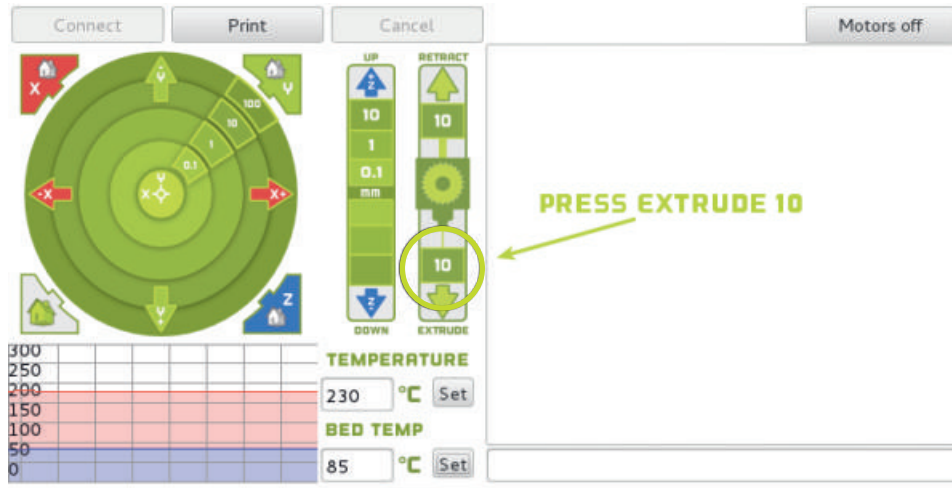 Connect Print Cancel Motors off
UP RETRACT
X Y
-Y
+Z
100
10
1
0.1
10 10
1
0.1
mm
-X Y X X+
PRESS EXTRUDE 10
10
Z
Y+
-Z
DOWN EXTRUDE
300
250
200
150
100
50
0
TEMPERATURE
230 °C Set
BED TEMP
85 °C Set